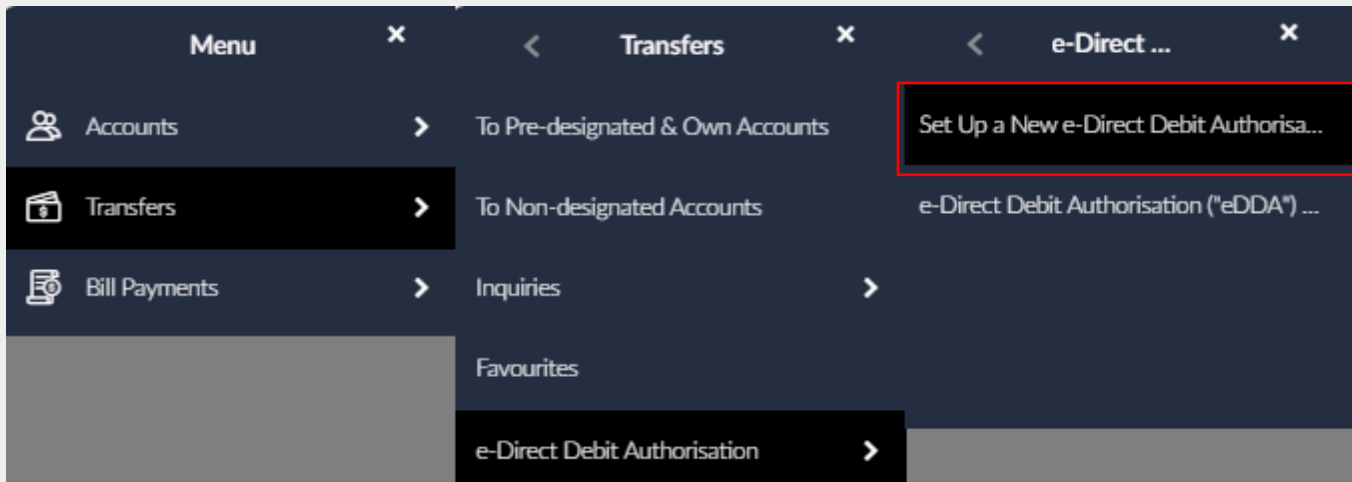 Menu
Accounts
Transfers
Bill Payments
Transfers
To Pre-designated & Own Accounts
To Non-designated Accounts
Inquiries
Favourites
e-Direct Debit Authorisation
e-Direct ...
Set Up a New e-Direct Debit Authorisa...
e-Direct Debit Authorisation ("eDDA") ...